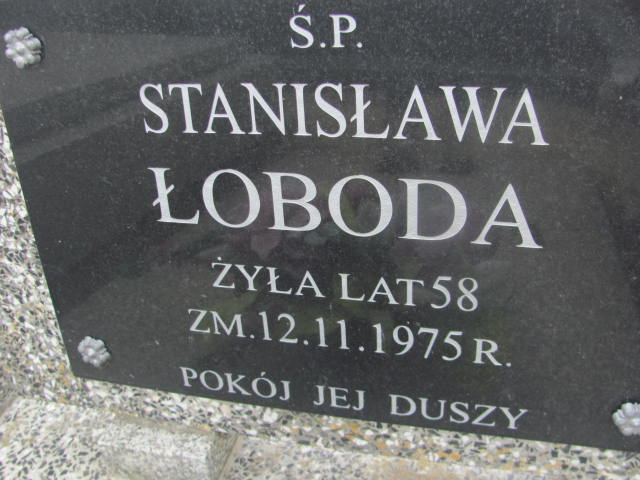 Ś.P.
STANISŁAWA
ŁOBODA
ŻYŁA LAT 58
ZM. 12.11.1975 R.
POKÓJ JEJ DUSZY